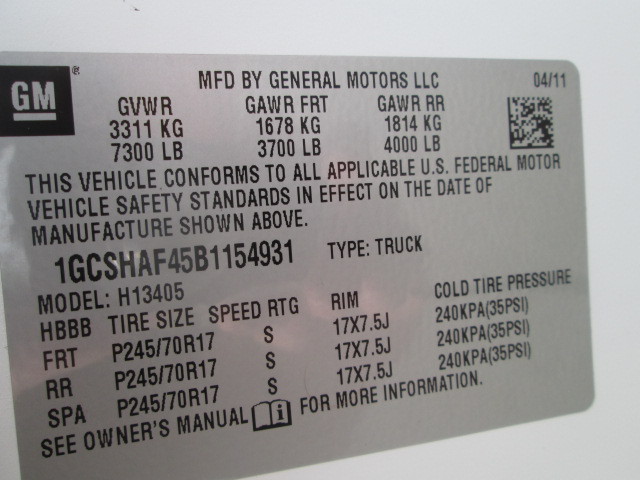 GM ®
MFD BY GENERAL MOTORS LLC 04/11
GVWR GAWR FRT GAWR RR
3311 KG 1678 KG 1814 KG
7300 LB 3700 LB 4000 LB
THIS VEHICLE CONFORMS TO ALL APPLICABLE U.S. FEDERAL MOTOR
VEHICLE SAFETY STANDARDS IN EFFECT ON THE DATE OF
MANUFACTURE SHOWN ABOVE.
1GCSHAF45B1154931 TYPE: TRUCK
MODEL: H13405
HBBB TIRE SIZE SPEED RTG RIM COLD TIRE PRESSURE
FRT P245/70R17 S 17X7.5J 240KPA(35PSI)
RR P245/70R17 S 17X7.5J 240KPA(35PSI)
SPA P245/70R17 S 17X7.5J 240KPA(35PSI)
SEE OWNER'S MANUAL FOR MORE INFORMATION.